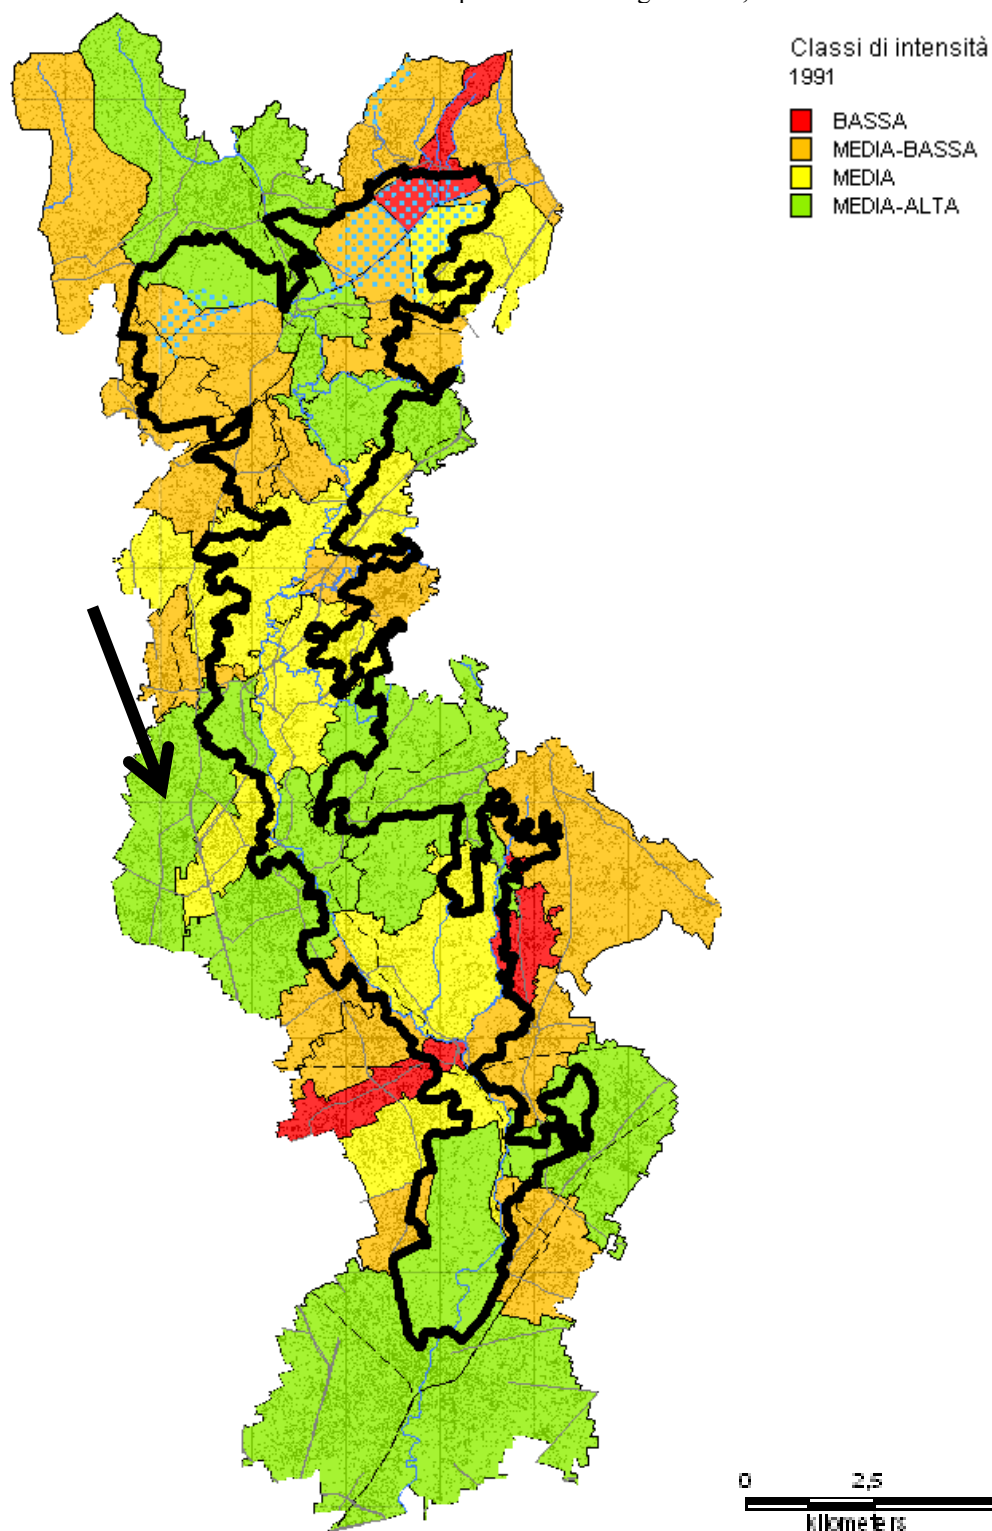 Classi di intensità
1991
BASSA
MEDIA-BASSA
MEDIA
MEDIA-ALTA
0 2,5
kilometers